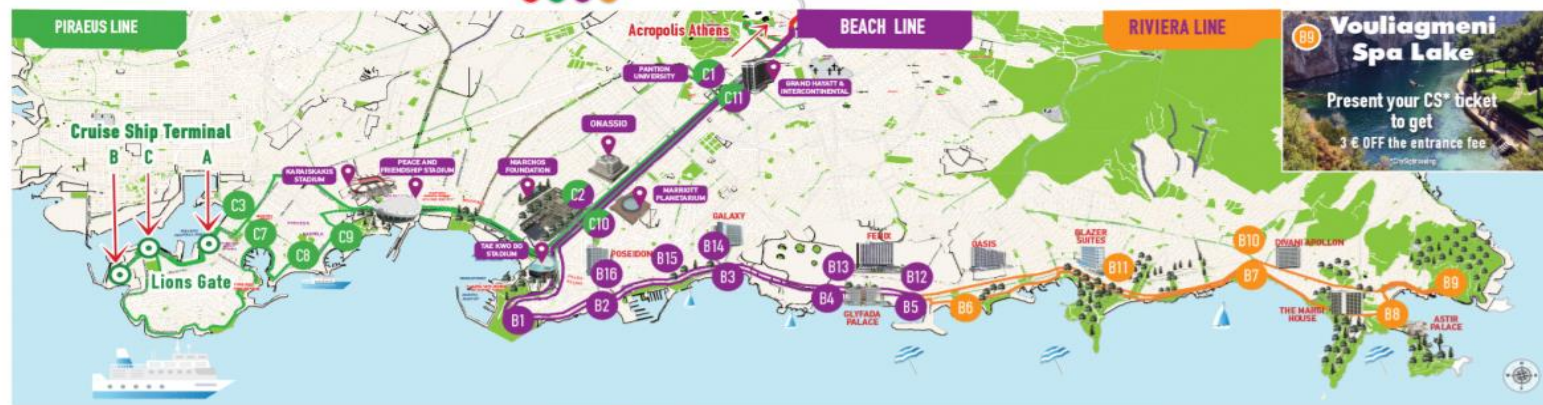 PIRAEUS LINE
Acropolis Athens
BEACH LINE
RIVIERA LINE
B9
Vouliagmeni
Spa Lake
Present your CS* ticket
to get
3 € OFF the entrance fee
PANTION
UNIVERSITY
C1
C11
GRAND HAYATT &
INTERCONTINENTAL
Cruise Ship Terminal
B
C
A
ONASSIO
KARAISKAKIS
STADIUM
PEACE AND
FRIENDSHIP STADIUM
NIARCHOS
FOUNDATION
C2
MARRIOTT
PLANETARIUM
C3
C7
C9
C8
C10
Lions Gate
TAE KWO DO
STADIUM
GALAXY
POSEIDON
B16
B15
B14
B3
B2
B1
FENIX
B13
B12
B4
B5
GLYFADA
PALACE
OASIS
B6
BLAZER
SUITES
B11
B10
DIVANI APOLLON
B7
B9
THE MARGI
HOUSE
B8
ASTIR
PALACE